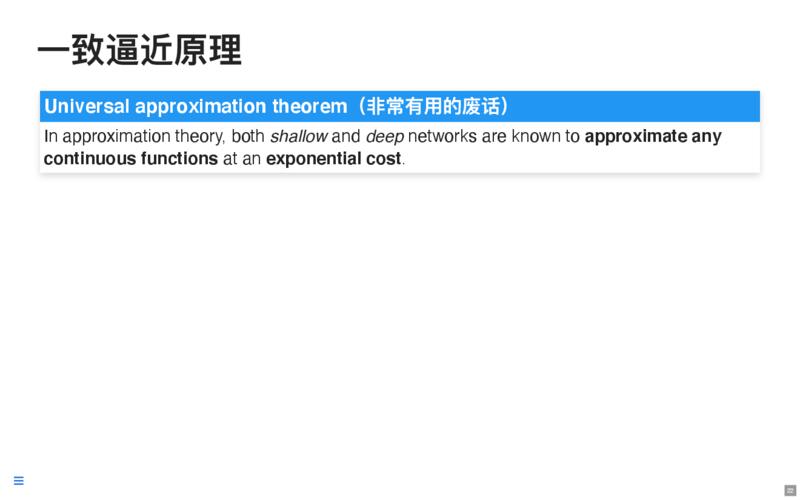 一致逼近原理
Universal approximation theorem（非常有用的废话）
In approximation theory, both shallow and deep networks are known to approximate any
continuous functions at an exponential cost.
22